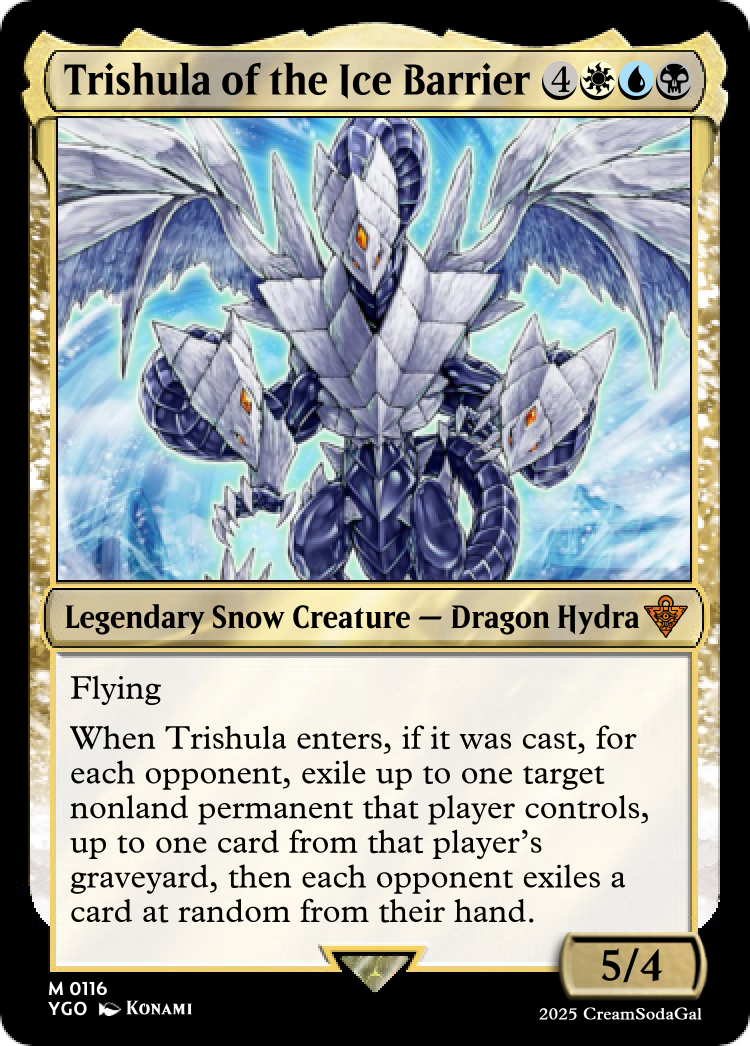 Trishula of the Ice Barrier 4
Legendary Snow Creature — Dragon Hydra
Flying
When Trishula enters, if it was cast, for
each opponent, exile up to one target
nonland permanent that player controls,
up to one card from that player's
graveyard, then each opponent exiles a
card at random from their hand.
5/4
M 0116
YGO KONAMI
2025 CreamSodaGal